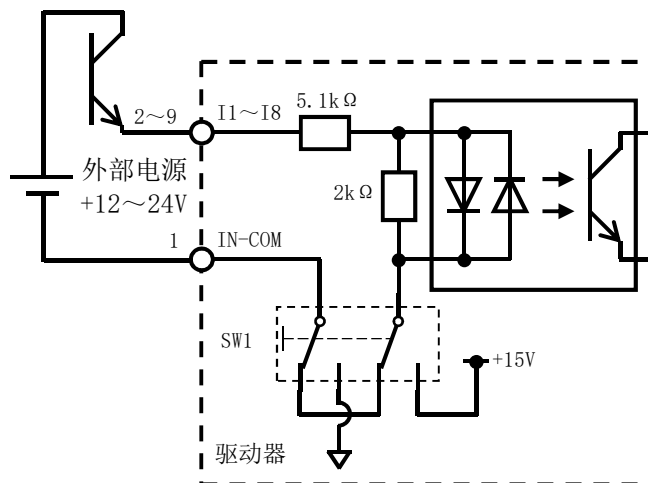 5.1kΩ
2～9
I1～I8
外部电源
+12～24V
2kΩ
1
IN-COM
SW1
+15V
驱动器